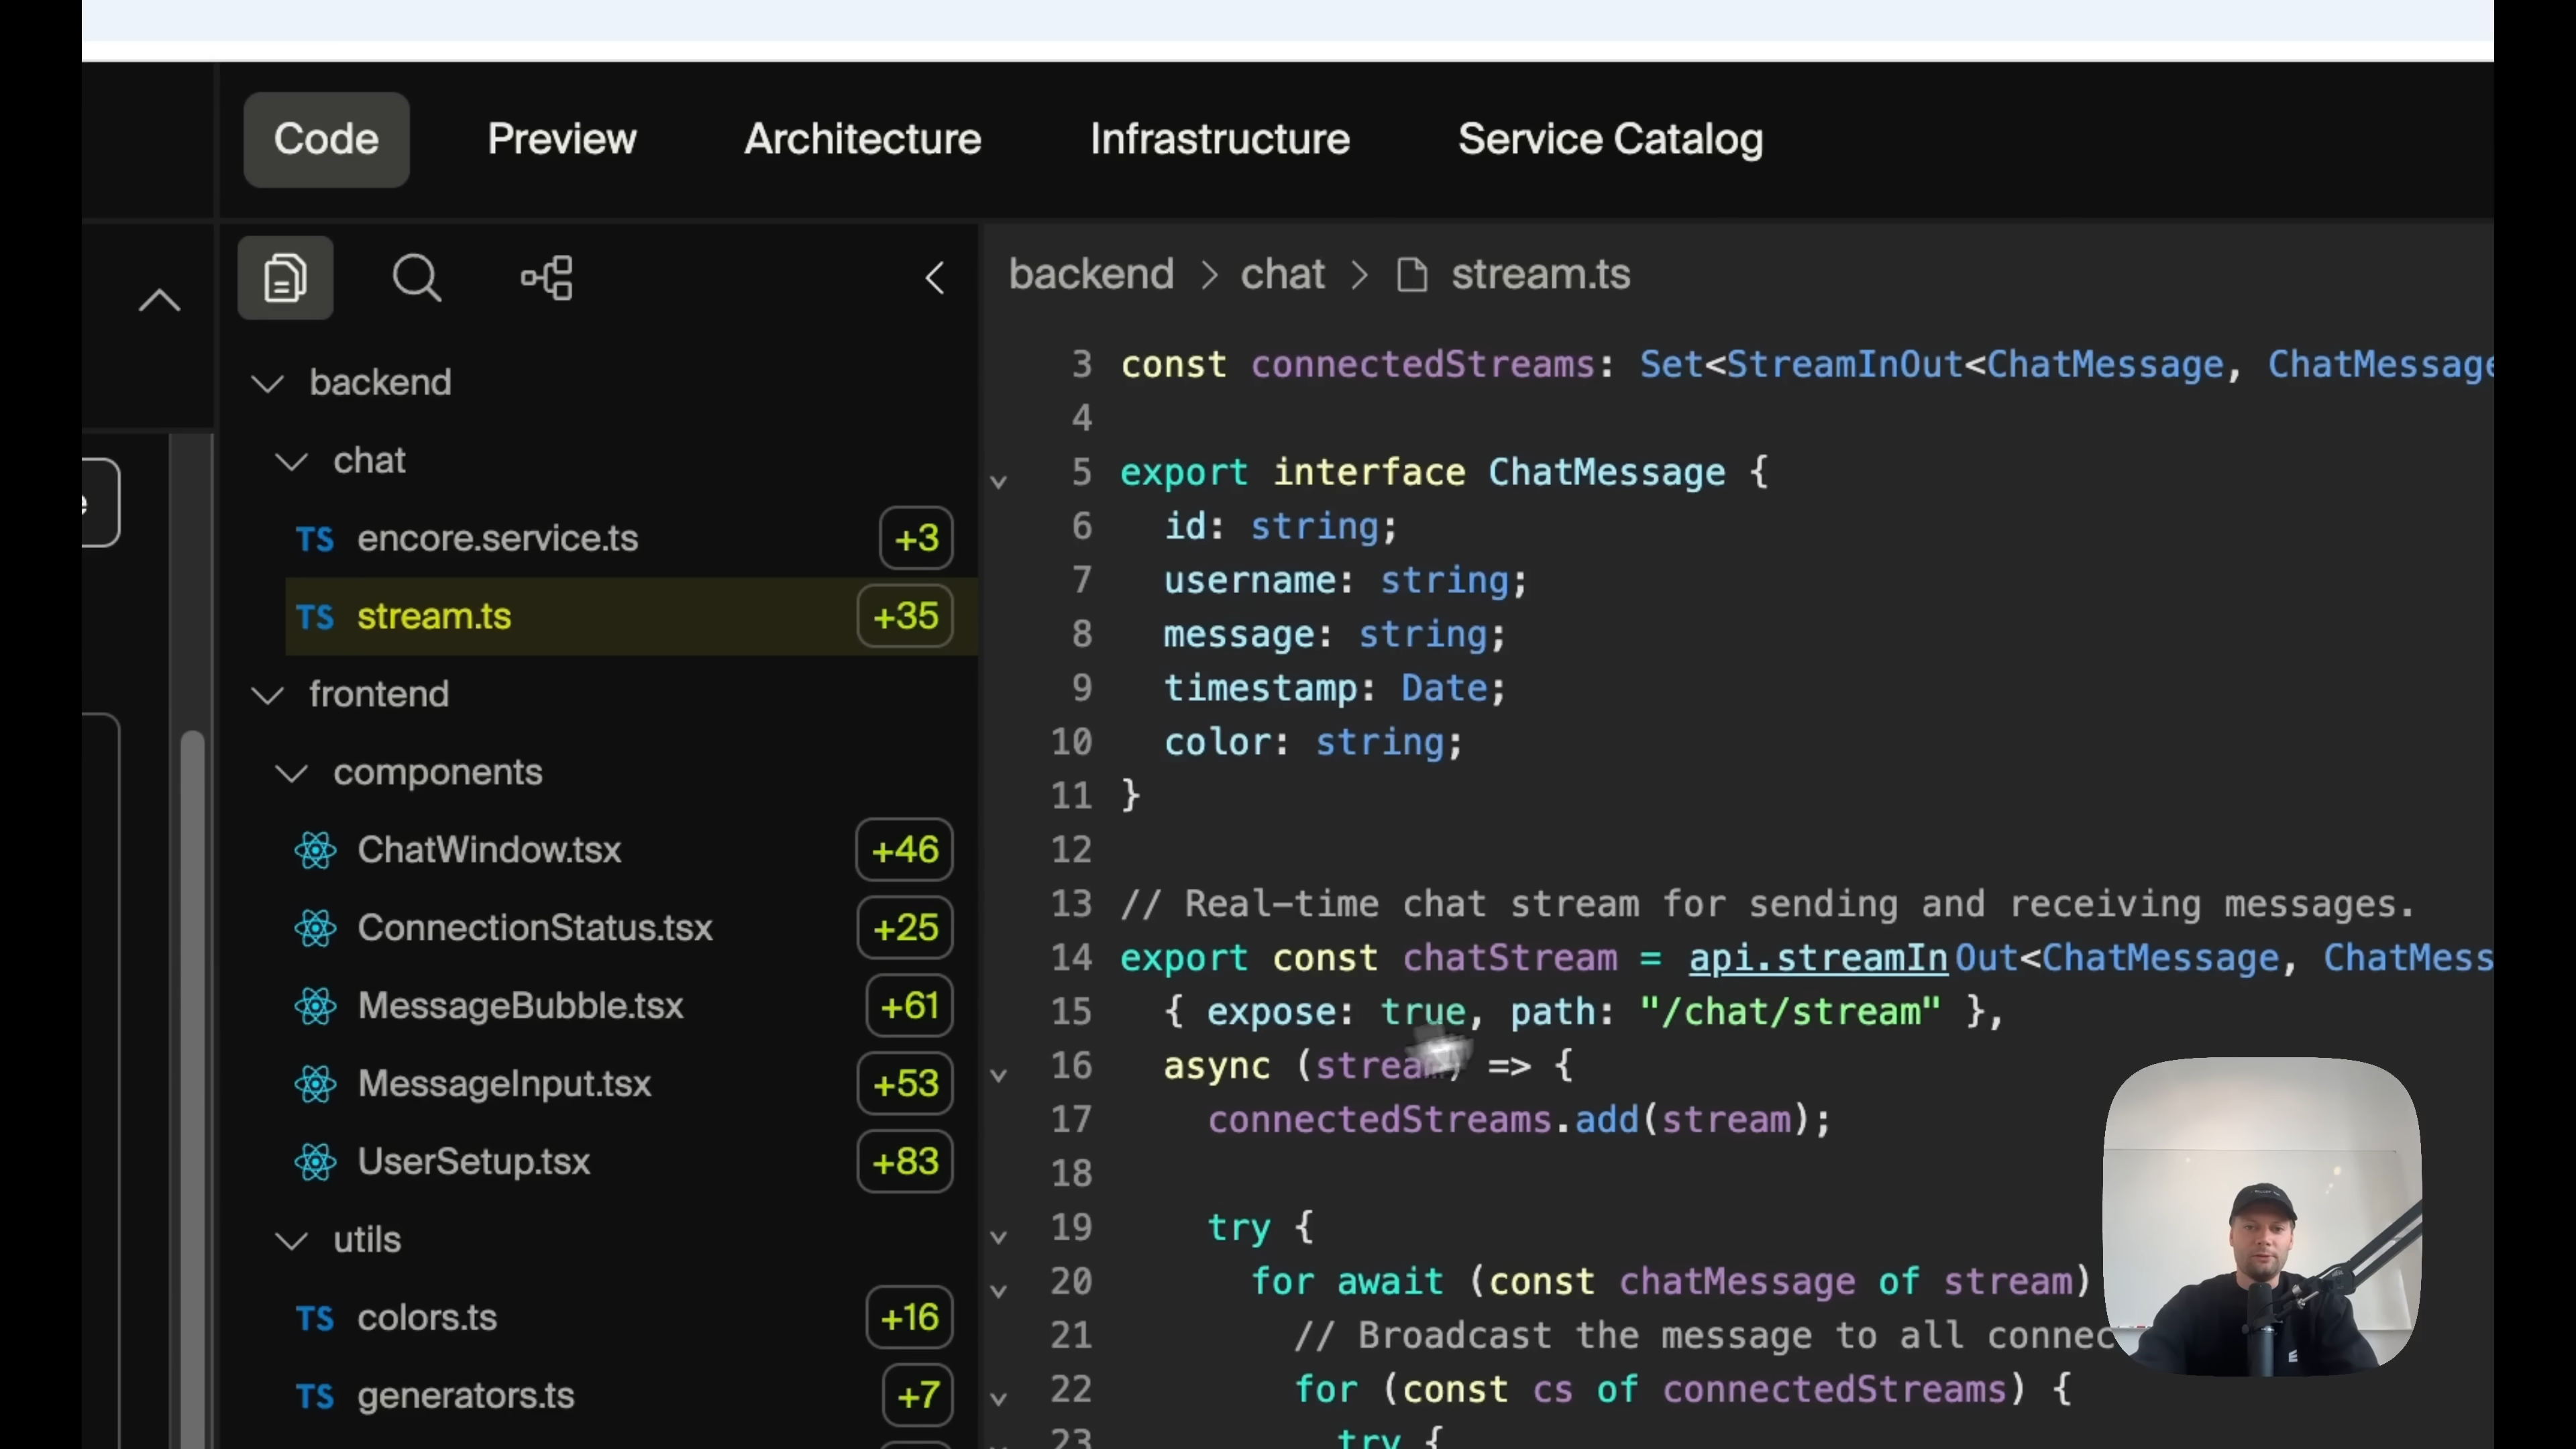 Code Preview Architecture Infrastructure Service Catalog
backend
chat
TS encore.service.ts +3
TS stream.ts +35
frontend
components
ChatWindow.tsx +46
ConnectionStatus.tsx +25
MessageBubble.tsx +61
MessageInput.tsx +53
UserSetup.tsx +83
utils
TS colors.ts +16
TS generators.ts +7
backend > chat > stream.ts
3 const connectedStreams: Set<StreamInOut<ChatMessage, ChatMessage
4
5 export interface ChatMessage {
6 id: string;
7 username: string;
8 message: string;
9 timestamp: Date;
10 color: string;
11 }
12
13 // Real-time chat stream for sending and receiving messages.
14 export const chatStream = api.streamInOut<ChatMessage, ChatMess
15 { expose: true, path: "/chat/stream" },
16 async (stream) => {
17 connectedStreams.add(stream);
18
19 try {
20 for await (const chatMessage of stream)
21 // Broadcast the message to all connec
22 for (const cs of connectedStreams) {
23 try {